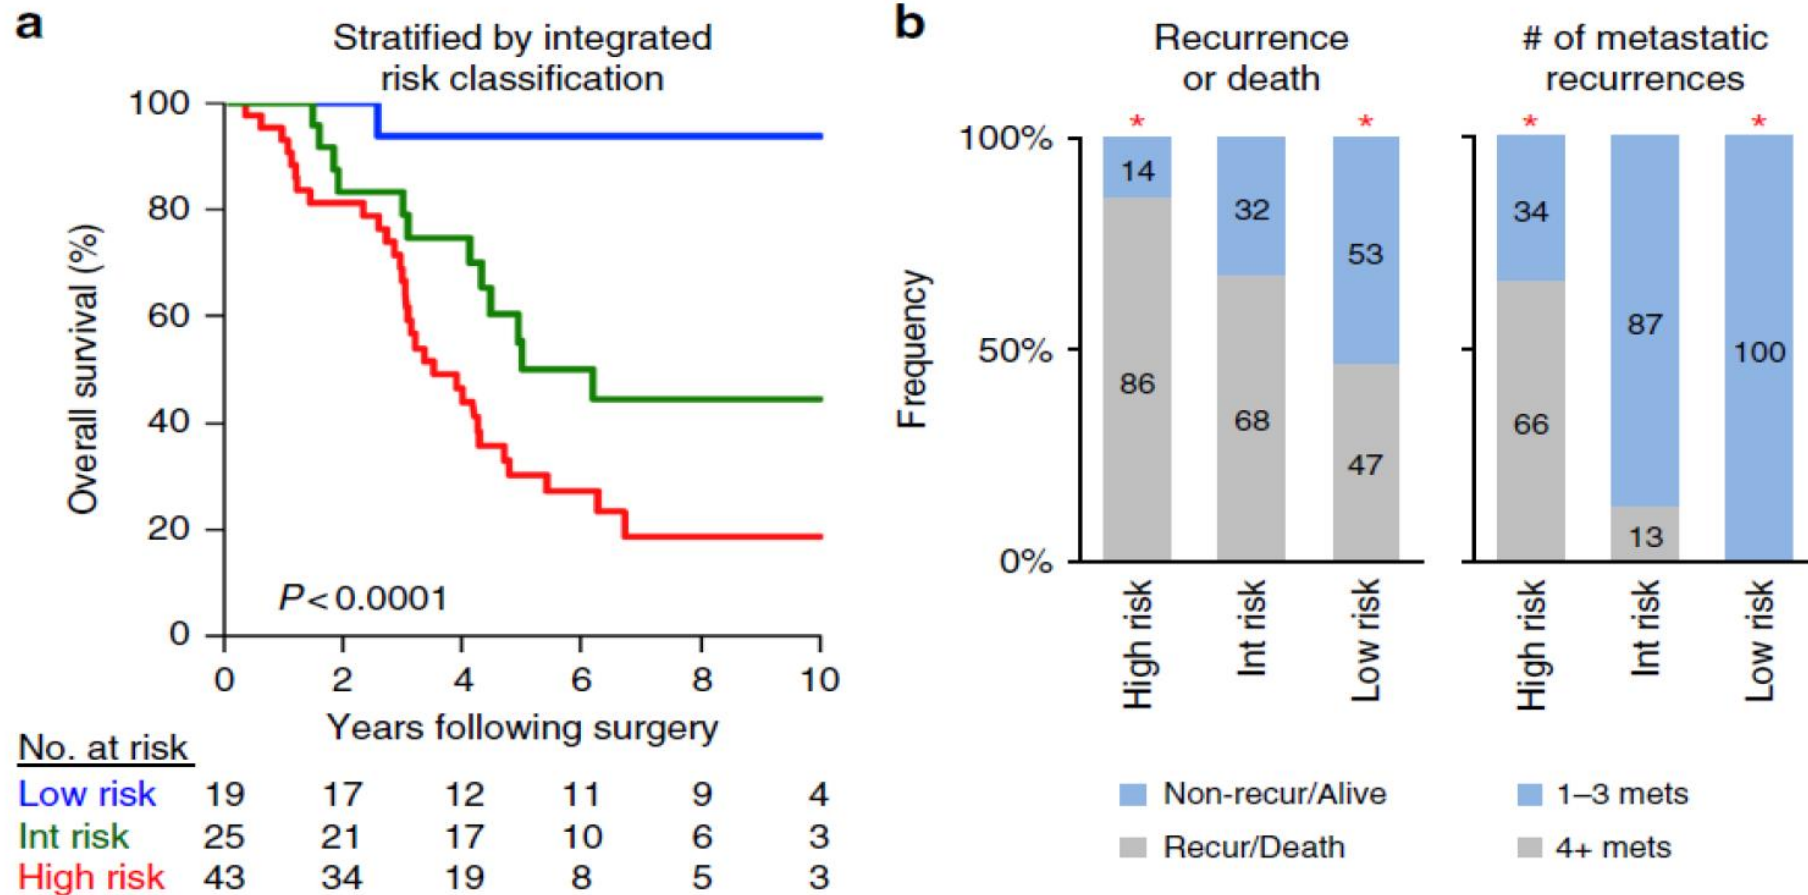 a
Stratified by integrated
risk classification
100
80
60
40
20
0
Overall survival (%)
P < 0.0001
0 2 4 6 8 10
Years following surgery
No. at risk
Low risk 19 17 12 11 9 4
Int risk 25 21 17 10 6 3
High risk 43 34 19 8 5 3
b
Recurrence
or death
# of metastatic
recurrences
* * * *
100%
50%
0%
Frequency
14
86
32
68
53
47
34
66
87
13
100
High risk
Int risk
Low risk
High risk
Int risk
Low risk
Non-recur/Alive
Recur/Death
1–3 mets
4+ mets